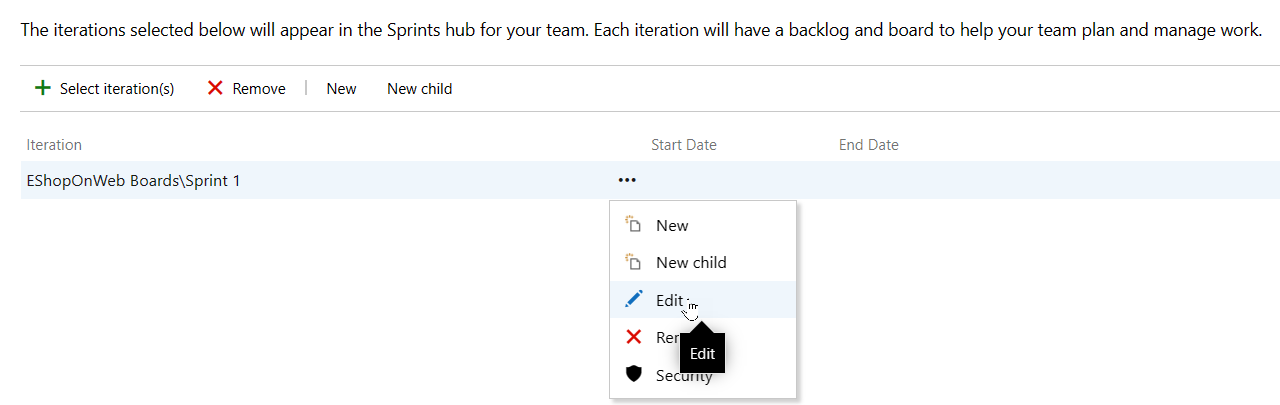 The iterations selected below will appear in the Sprints hub for your team. Each iteration will have a backlog and board to help your team plan and manage work.
Select iteration(s) Remove New New child
Iteration Start Date End Date
EShopOnWeb Boards\Sprint 1
New
New child
Edit
Edit
Security